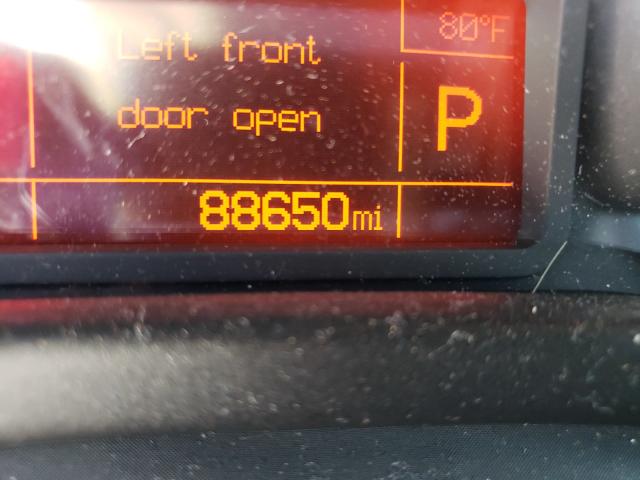 80°F
Left front
door open
P
88650mi